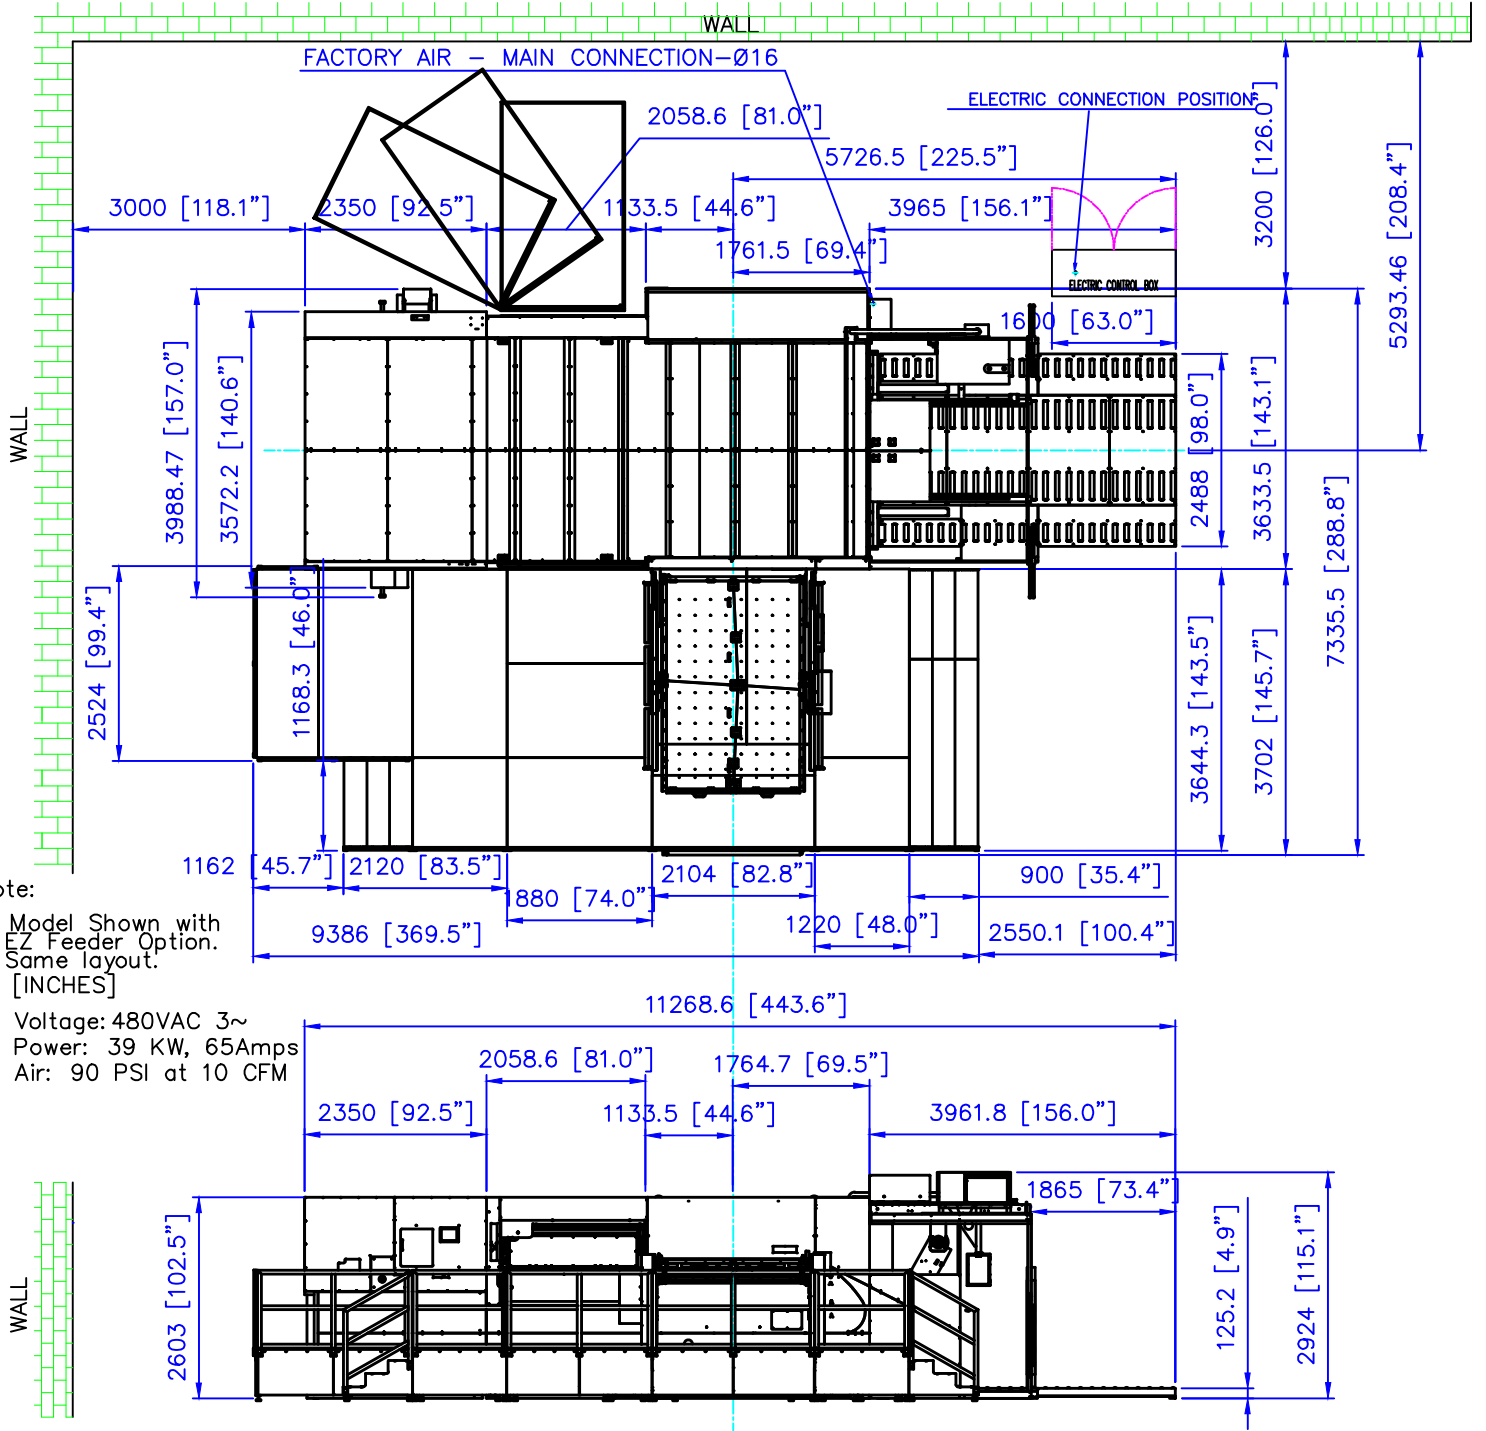 WALL
FACTORY AIR – MAIN CONNECTION–Ø16
ELECTRIC CONNECTION POSITION
2058.6 [81.0”]
5726.5 [225.5”]
3200 [126.0”]
5293.46 [208.4”]
3000 [118.1”]
2350 [92.5”]
1133.5 [44.6”]
3965 [156.1”]
1761.5 [69.4”]
ELECTRIC CONTROL BOX
1600 [63.0”]
WALL
3988.47 [157.0”]
3572.2 [140.6”]
2488 [98.0”]
3633.5 [143.1”]
7335.5 [288.8”]
2524 [99.4”]
1168.3 [46.0”]
3644.3 [143.5”]
3702 [145.7”]
1162 [45.7”]
2120 [83.5”]
2104 [82.8”]
900 [35.4”]
1880 [74.0”]
1220 [48.0”]
9386 [369.5”]
2550.1 [100.4”]
ote:
Model Shown with
EZ Feeder Option.
Same layout.
[INCHES]
Voltage: 480VAC 3~
Power: 39 KW, 65Amps
Air: 90 PSI at 10 CFM
11268.6 [443.6”]
2058.6 [81.0”]
1764.7 [69.5”]
2350 [92.5”]
1133.5 [44.6”]
3961.8 [156.0”]
1865 [73.4”]
WALL
2603 [102.5”]
125.2 [4.9”]
2924 [115.1”]